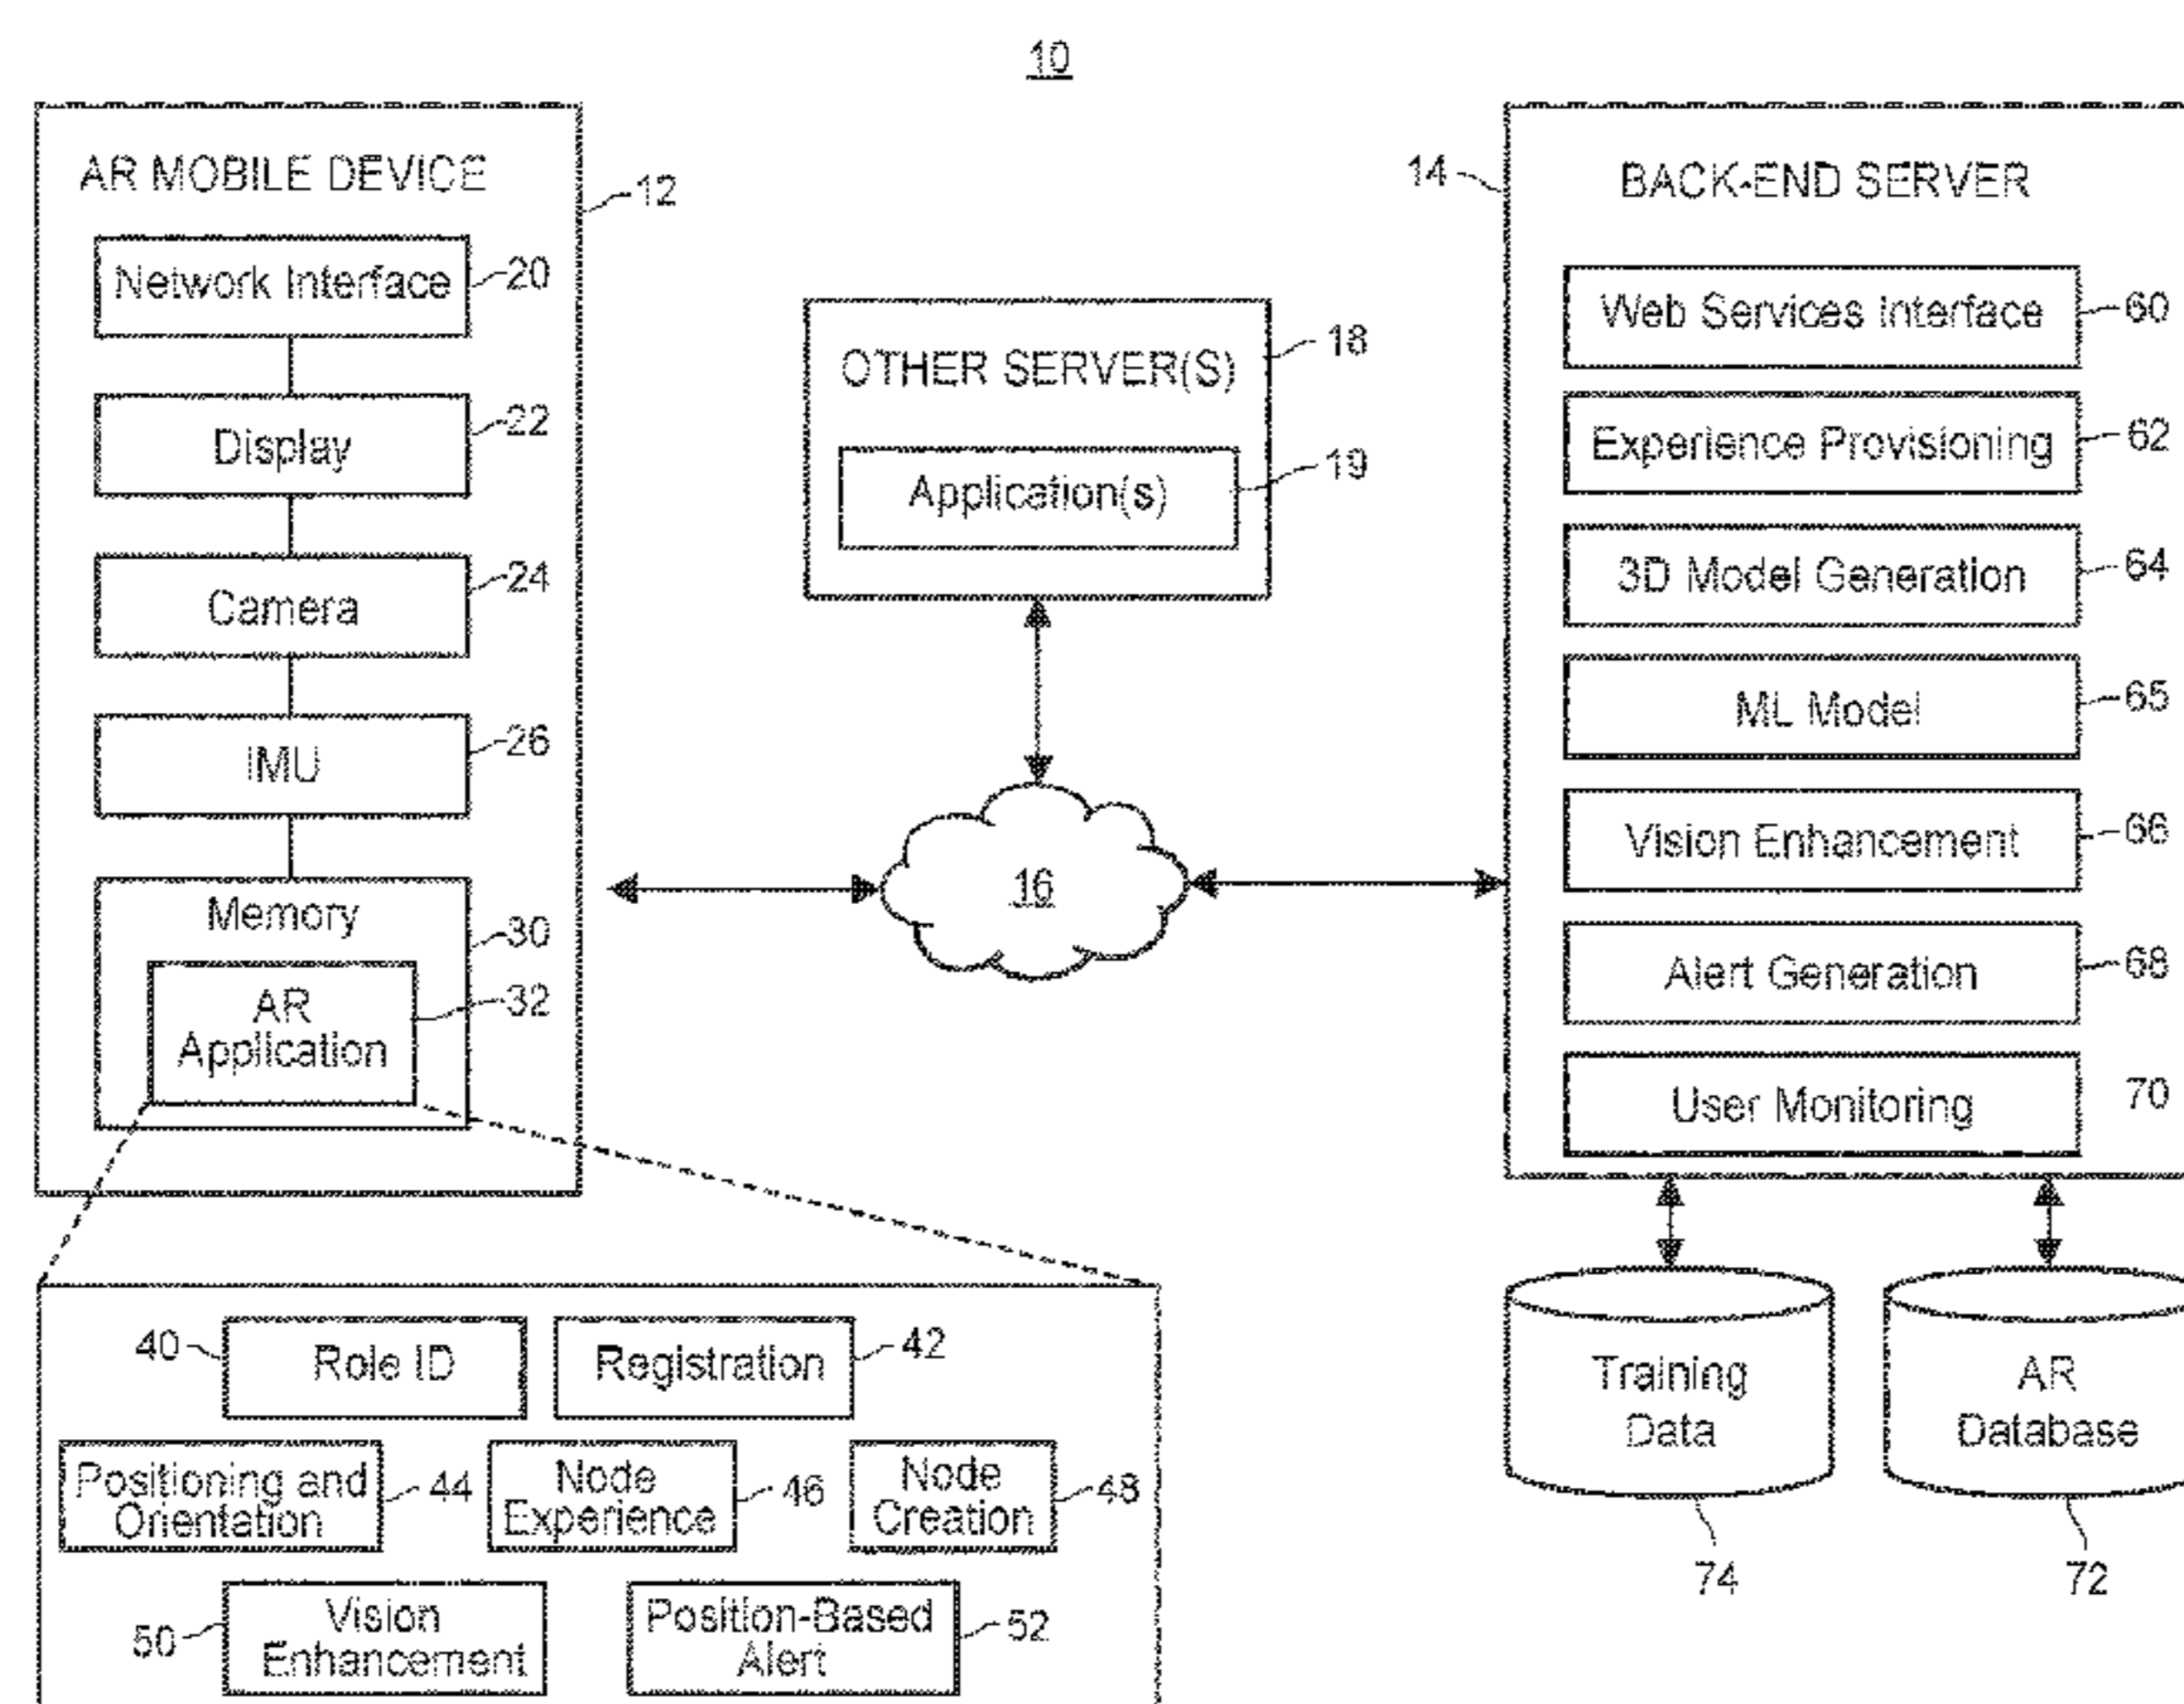 10
AR MOBILE DEVICE
12
Network Interface
20
Display
22
Camera
24
IMU
26
Memory
30
AR
Application
32
OTHER SERVER(S)
18
Application(s)
19
16
14
BACK-END SERVER
Web Services Interface
60
Experience Provisioning
62
3D Model Generation
64
ML Model
65
Vision Enhancement
66
Alert Generation
68
User Monitoring
70
40
Role ID
Registration
42
Positioning and
Orientation
44
Node
Experience
46
Node
Creation
48
50
Vision
Enhancement
Position-Based
Alert
52
Training
Data
74
AR
Database
72